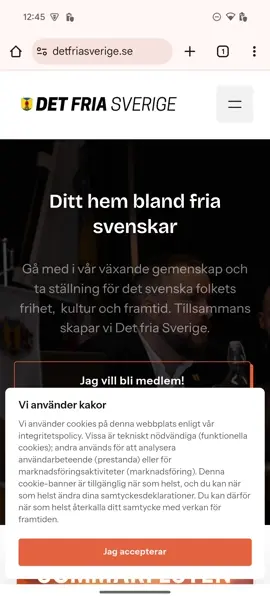 12:45
detfriasverige.se
1
DET FRIA SVERIGE
Ditt hem bland fria
svenskar
Gå med i vår växande gemenskap och
ta ställning för det svenska folkets
frihet, kultur och framtid. Tillsammans
skapar vi Det fria Sverige.
Jag vill bli medlem!
Vi använder kakor
Vi använder cookies på denna webbplats enligt vår
integritetspolicy. Vissa är tekniskt nödvändiga (funktionella
cookies); andra används för att analysera
användarbeteende (prestanda) eller för
marknadsföringsaktiviteter (marknadsföring). Denna
cookie-banner är tillgänglig när som helst, och du kan när
som helst ändra dina samtyckesdeklarationer. Du kan därför
när som helst återkalla ditt samtycke med verkan för
framtiden.
Jag accepterar